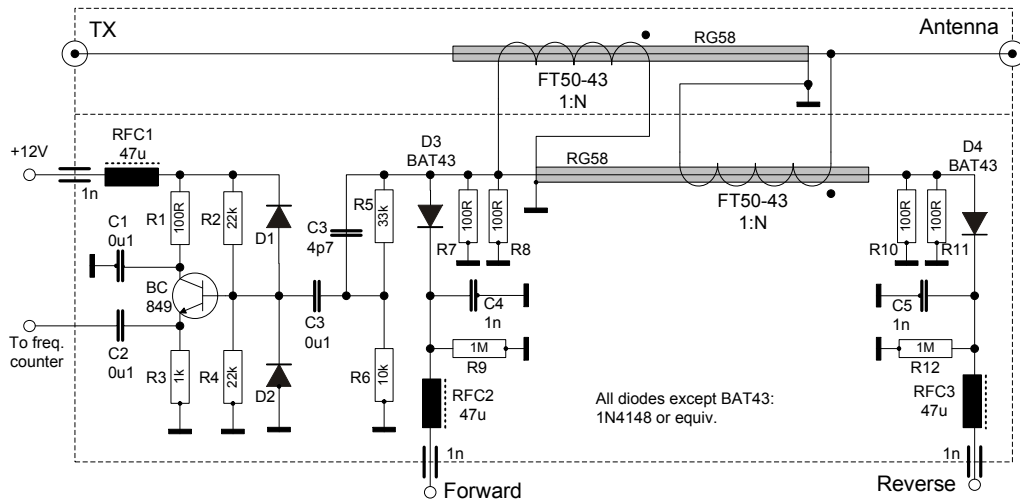 TX
Antenna
RG58
FT50-43
1:N
RFC1
47u
D3
BAT43
D4
BAT43
+12V
1n
RG58
FT50-43
1:N
C1
0u1
R1
100R
R2
22k
D1
C3
4p7
R5
33k
R7
100R
100R
R8
R10
100R
100R
R11
BC
849
C4
1n
C5
1n
To freq.
counter
C2
0u1
R3
1k
R4
22k
D2
C3
0u1
R6
10k
1M
R9
1M
R12
RFC2
47u
All diodes except BAT43:
1N4148 or equiv.
RFC3
47u
1n
1n
Forward
Reverse